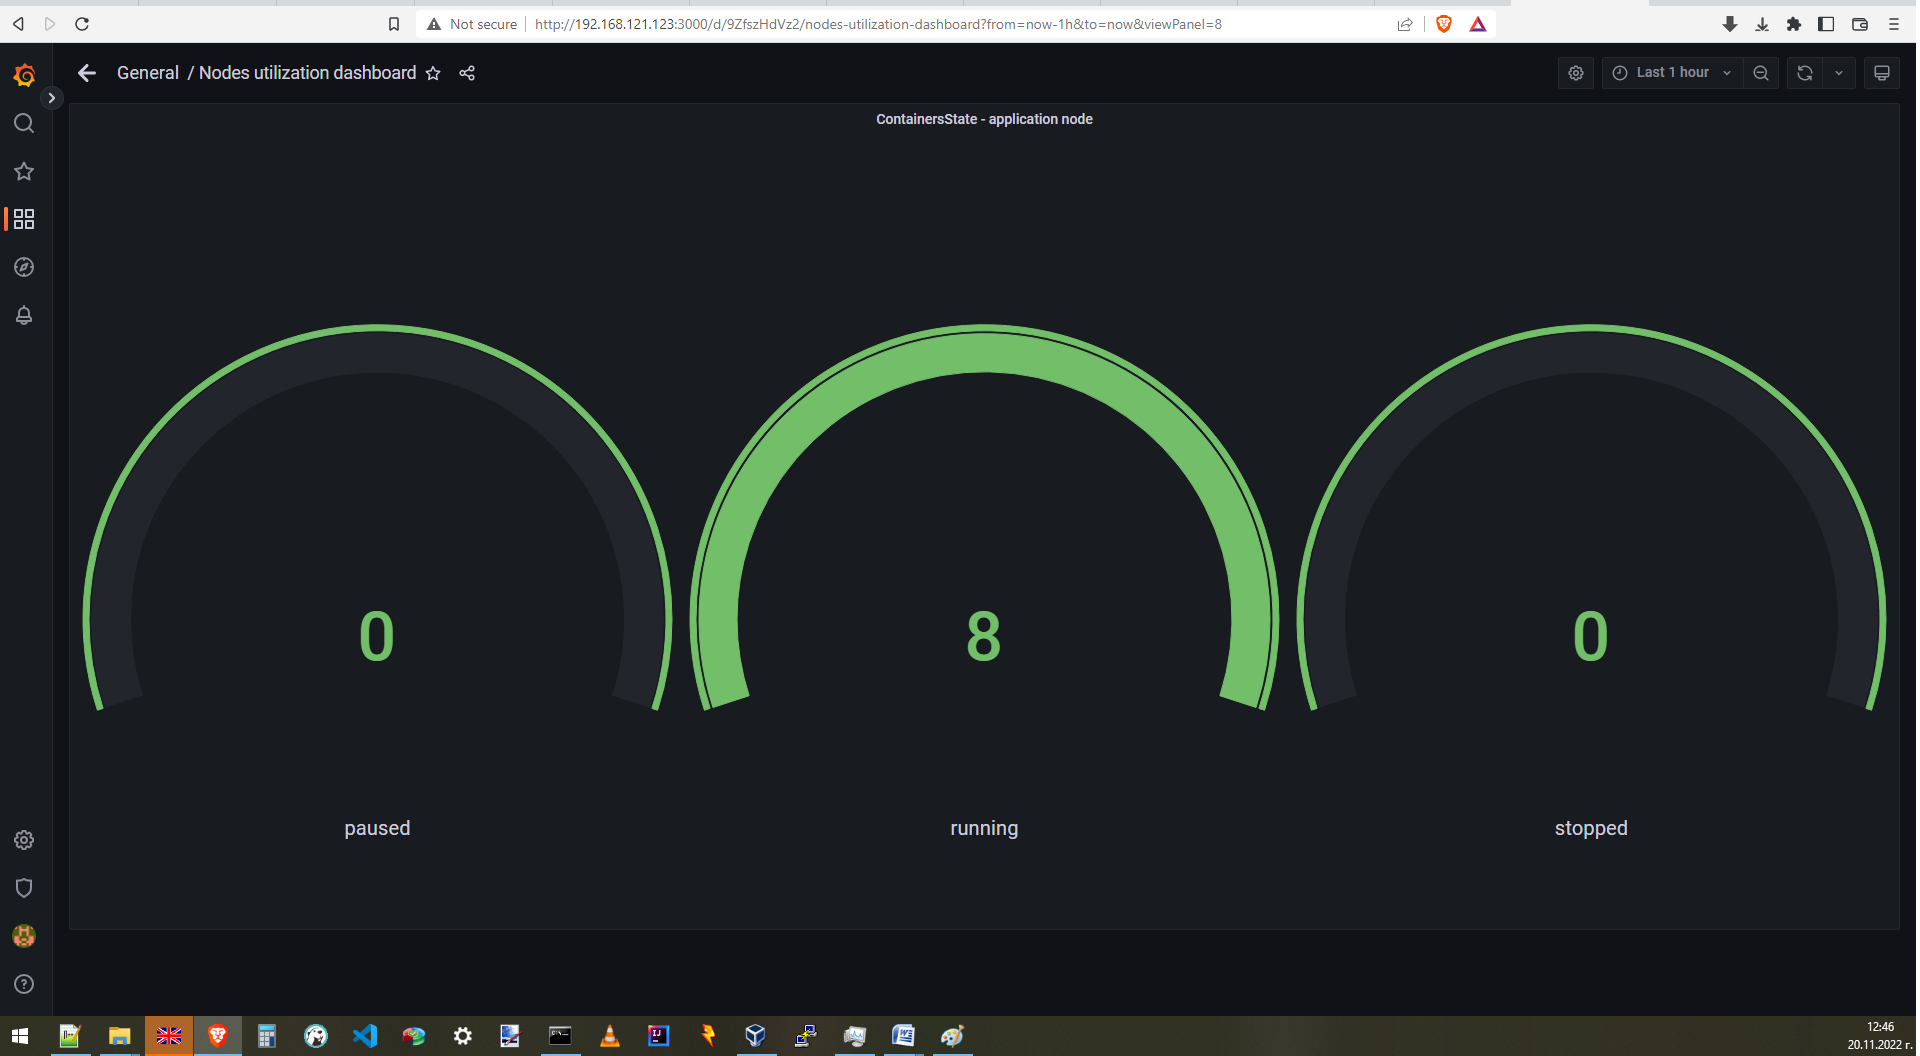 Not secure
http://192.168.121.123:3000/d/9ZfszHdVz2/nodes-utilization-dashboard?from=now-1h&to=now&viewPanel=8
General / Nodes utilization dashboard
Last 1 hour
ContainersState - application node
0
8
0
paused
running
stopped
IJ
12:46
20.11.2022 г.